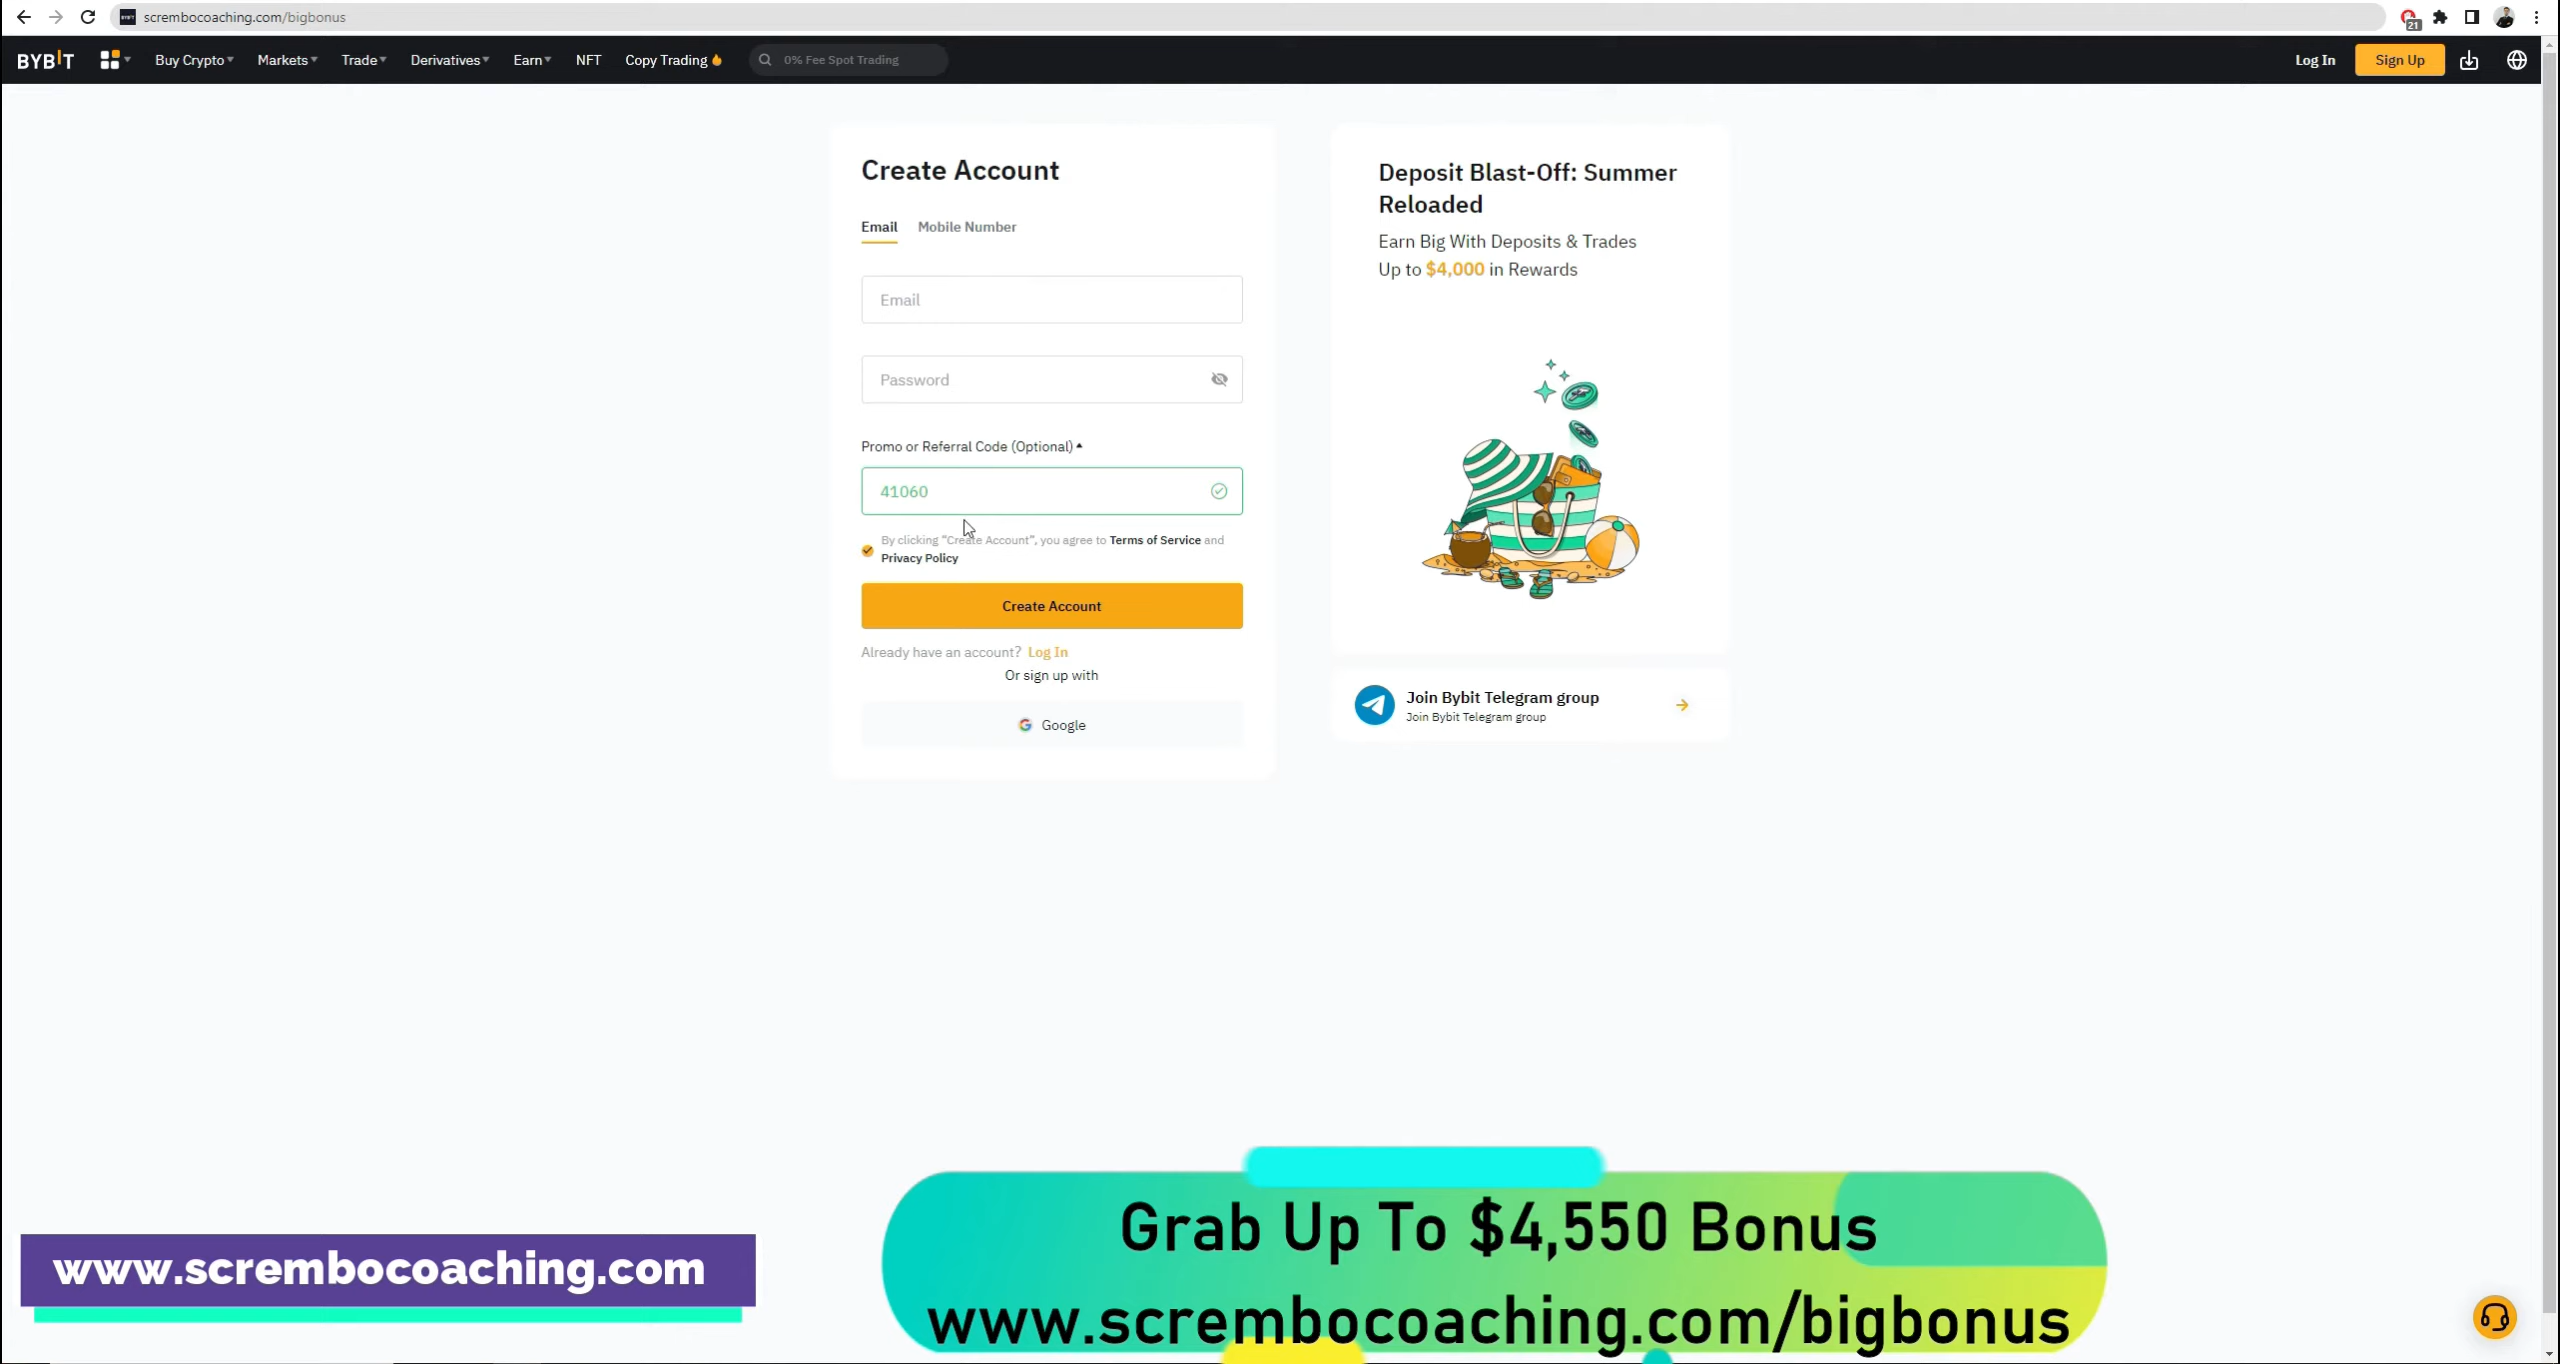 scrembocoaching.com/bigbonus
21
BYBIT Buy Crypto Markets Trade Derivatives Earn NFT Copy Trading 0% Fee Spot Trading Log In Sign Up
Create Account
Email Mobile Number
Email
Password
Promo or Referral Code (Optional)
41060
By clicking “Create Account”, you agree to Terms of Service and
Privacy Policy
Create Account
Already have an account? Log In
Or sign up with
Google
Deposit Blast-Off: Summer
Reloaded
Earn Big With Deposits & Trades
Up to $4,000 in Rewards
Join Bybit Telegram group
Join Bybit Telegram group
www.scrembocoaching.com
Grab Up To $4,550 Bonus
www.scrembocoaching.com/bigbonus